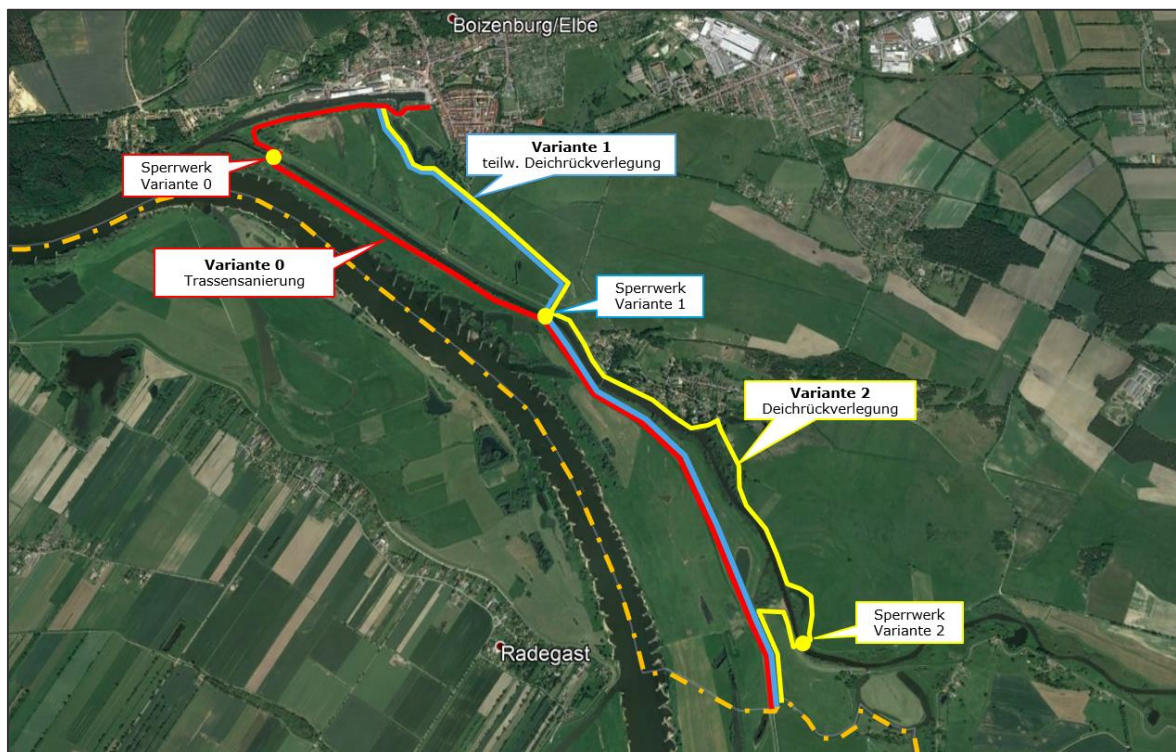 Boizenburg/Elbe
Variante 1
teilw. Deichrückverlegung
Sperrwerk
Variante 0
Variante 0
Trassensanierung
Sperrwerk
Variante 1
Variante 2
Deichrückverlegung
Sperrwerk
Variante 2
Radegast